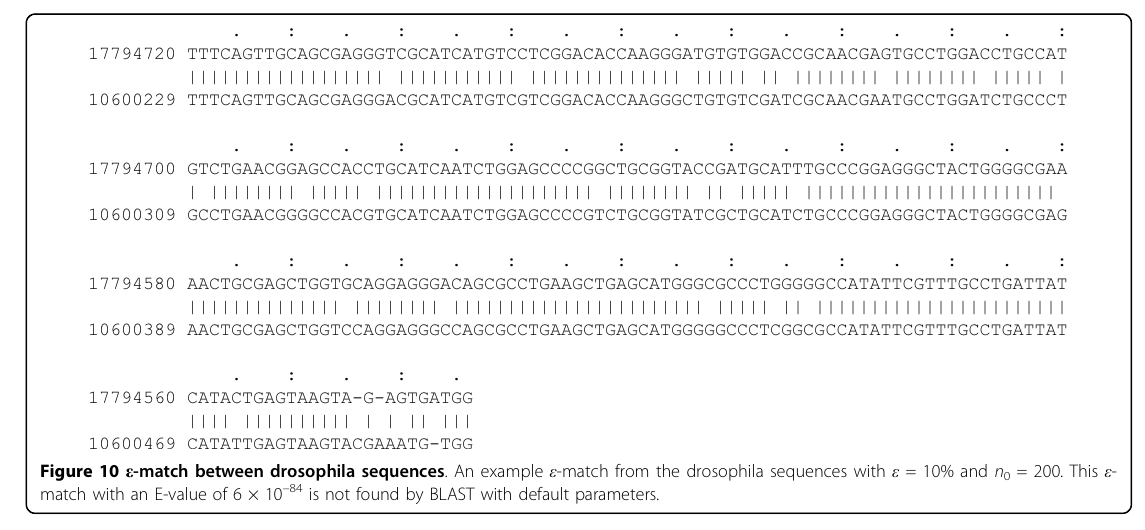 . : . : . : . : . : . : . : . :
17794720 TTTCAGTTGCAGCGAGGGTCGCATCATGTCCTCGGACACCAAGGGATGTGTGGACCGCAACGAGTGCCTGGACCTGCCAT
||||||||||||||||||  ||||||||||| |||||||||||||| ||||| || |||||||| |||||||| ||||| |
10600229 TTTCAGTTGCAGCGAGGGACGCATCATGTCGTCGGACACCAAGGGCTGTGTCGATCGCAACGAATGCCTGGATCTGCCCT
. : . : . : . : . : . : . : . :
17794700 GTCTGAACGGAGCCACCTGCATCAATCTGGAGCCCCGGCTGCGGTACCGATGCATTTGCCCGGAGGGCTACTGGGGCGAA
| |||||||| ||||| |||||||||||||||||||| |||||||| || ||||| ||||||||||||||||||||||||
10600309 GCCTGAACGGGGCCACGTGCATCAATCTGGAGCCCCGTCTGCGGTATCGCTGCATCTGCCCGGAGGGCTACTGGGGCGAG
. : . : . : . : . : . : . : . :
17794580 AACTGCGAGCTGGTGCAGGAGGGACAGCGCCTGAAGCTGAGCATGGGCGCCCTGGGGGCCATATTCGTTTGCCTGATTAT
|||||||||||||| |||||||| ||||||||||||||||||||||| ||||| || |||||||||||||||||||||||
10600389 AACTGCGAGCTGGTCCAGGAGGGCCAGCGCCTGAAGCTGAGCATGGGGGCCCTCGGCGCCATATTCGTTTGCCTGATTAT
. : . : .
17794560 CATACTGAGTAAGTA-G-AGTGATGG
|||| |||||||||| | | || |||
10600469 CATATTGAGTAAGTACGAAATG-TGG
Figure 10 ε-match between drosophila sequences. An example ε-match from the drosophila sequences with ε = 10% and n₀ = 200. This ε-
match with an E-value of 6 × 10⁻⁸⁴ is not found by BLAST with default parameters.